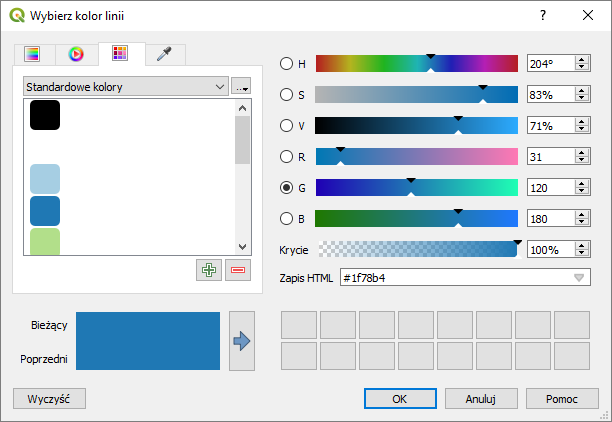 Wybierz kolor linii
?
Standardowe kolory
...
H 204°
S 83%
V 71%
R 31
G 120
B 180
Krycie 100%
Zapis HTML #1f78b4
Bieżący
Poprzedni
Wyczyść OK Anuluj Pomoc